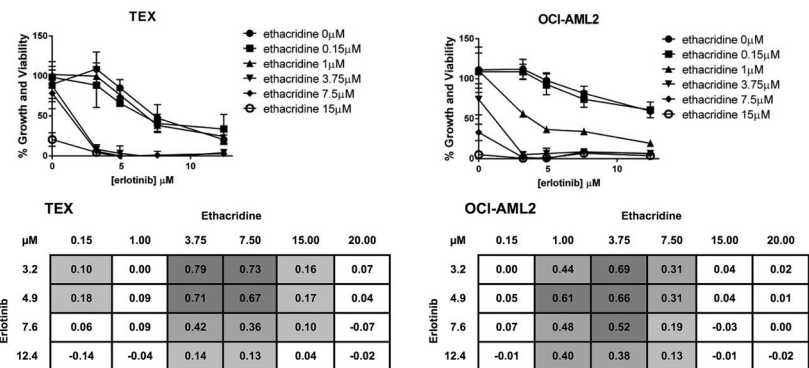 TEX
% Growth and Viability
150
100
50
0
0
5
10
[erlotinib] μM
ethacridine 0μM
ethacridine 0.15μM
ethacridine 1μM
ethacridine 3.75μM
ethacridine 7.5μM
ethacridine 15μM
OCI-AML2
% Growth and Viability
150
100
50
0
0
5
10
[erlotinib] μM
ethacridine 0μM
ethacridine 0.15μM
ethacridine 1μM
ethacridine 3.75μM
ethacridine 7.5μM
ethacridine 15μM
TEX
Ethacridine
μM 0.15 1.00 3.75 7.50 15.00 20.00
Erlotinib
3.2 0.10 0.00 0.79 0.73 0.16 0.07
4.9 0.18 0.09 0.71 0.67 0.17 0.04
7.6 0.06 0.09 0.42 0.36 0.10 -0.07
12.4 -0.14 -0.04 0.14 0.13 0.04 -0.02
OCI-AML2
Ethacridine
μM 0.15 1.00 3.75 7.50 15.00 20.00
Erlotinib
3.2 0.00 0.44 0.69 0.31 0.04 0.02
4.9 0.05 0.61 0.66 0.31 0.04 0.01
7.6 0.07 0.48 0.52 0.19 -0.03 0.00
12.4 -0.01 0.40 0.38 0.13 -0.01 -0.02